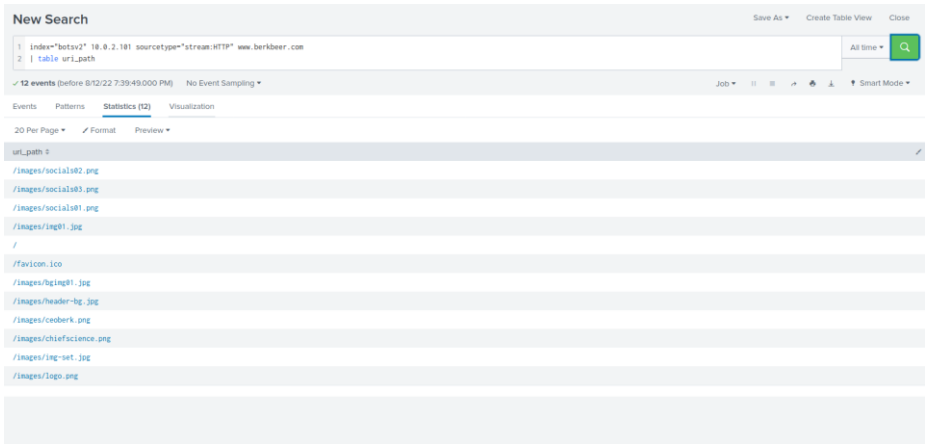 New Search
Save As Create Table View Close
1 index="botsv2" 10.0.2.101 sourcetype="stream:HTTP" www.berkbeer.com
2 | table uri_path
All time
✓ 12 events (before 8/12/22 7:39:49.000 PM) No Event Sampling
Job Smart Mode
Events Patterns Statistics (12) Visualization
20 Per Page Format Preview
uri_path
/images/socials02.png
/images/socials03.png
/images/socials01.png
/images/img01.jpg
/
/favicon.ico
/images/bgimg01.jpg
/images/header-bg.jpg
/images/ceoberk.png
/images/chiefscience.png
/images/img-set.jpg
/images/logo.png